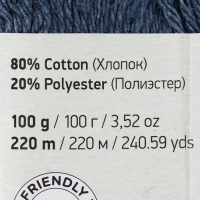 80% Cotton (Хлопок)
20% Polyester (Полиэстер)
100 g / 100 г / 3,52 oz
220 m / 220 м / 240.59 yds
FRIENDLY